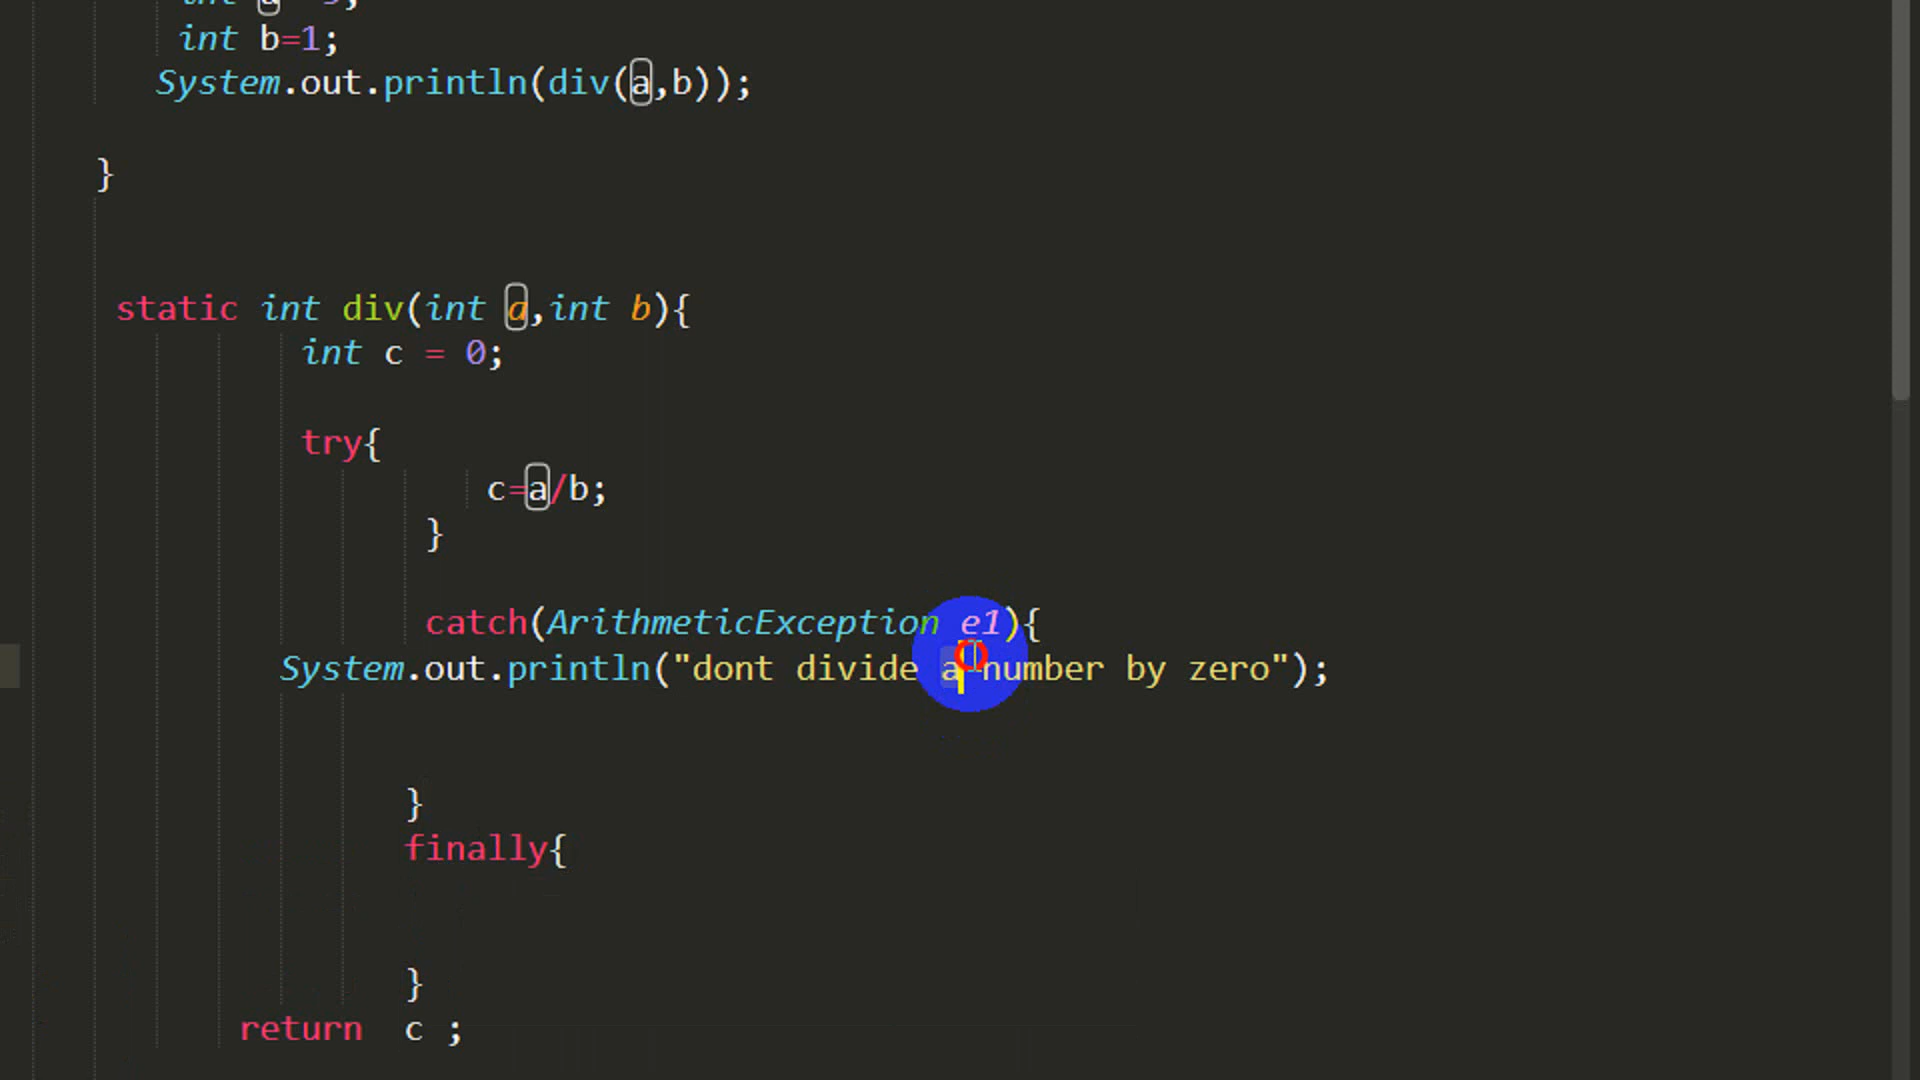 int b=1;
System.out.println(div(a,b));
}
static int div(int a,int b){
int c = 0;
try{
c=a/b;
}
catch(ArithmeticException e1){
System.out.println("dont divide a number by zero");
}
finally{
}
return c ;